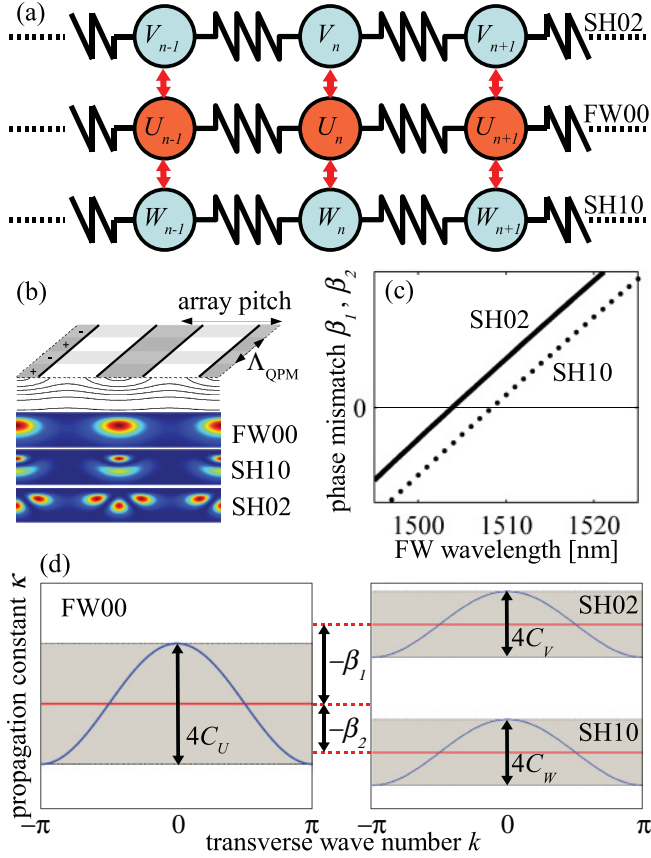 (a)
V_{n-1} V_n V_{n+1} SH02
U_{n-1} U_n U_{n+1} FW00
W_{n-1} W_n W_{n+1} SH10
(b)
array pitch
+ - + -
Λ_QPM
FW00
SH10
SH02
(c)
phase mismatch β_1, β_2
SH02
SH10
0
1500 1510 1520
FW wavelength [nm]
(d)
propagation constant κ
FW00
4C_U
−β_1
−β_2
SH02
4C_V
SH10
4C_W
−π 0 π −π 0 π
transverse wave number k